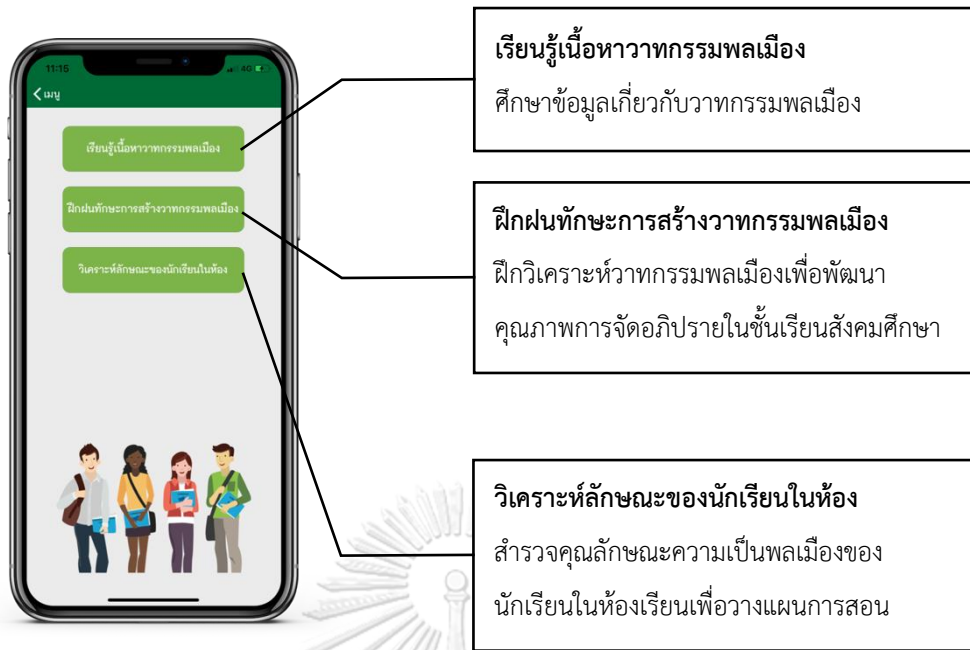 11:15
4G
เมนู
เรียนรู้เนื้อหาวาทกรรมพลเมือง
ฝึกฝนทักษะการสร้างวาทกรรมพลเมือง
วิเคราะห์ลักษณะของนักเรียนในห้อง
เรียนรู้เนื้อหาวาทกรรมพลเมือง
ศึกษาข้อมูลเกี่ยวกับวาทกรรมพลเมือง
ฝึกฝนทักษะการสร้างวาทกรรมพลเมือง
ฝึกวิเคราะห์วาทกรรมพลเมืองเพื่อพัฒนา
คุณภาพการจัดอภิปรายในชั้นเรียนสังคมศึกษา
วิเคราะห์ลักษณะของนักเรียนในห้อง
สำรวจคุณลักษณะความเป็นพลเมืองของ
นักเรียนในห้องเรียนเพื่อวางแผนการสอน